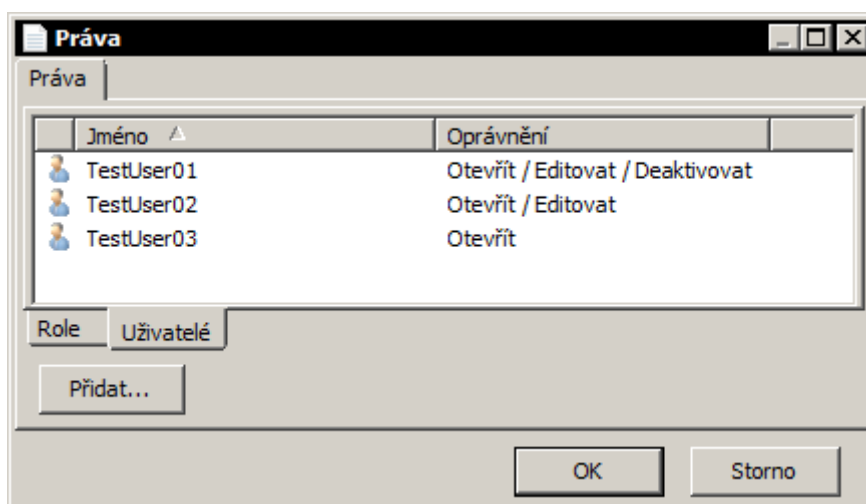 Práva
Práva
Jméno Oprávnění
TestUser01 Otevřít / Editovat / Deaktivovat
TestUser02 Otevřít / Editovat
TestUser03 Otevřít
Role Uživatelé
Přidat...
OK Storno